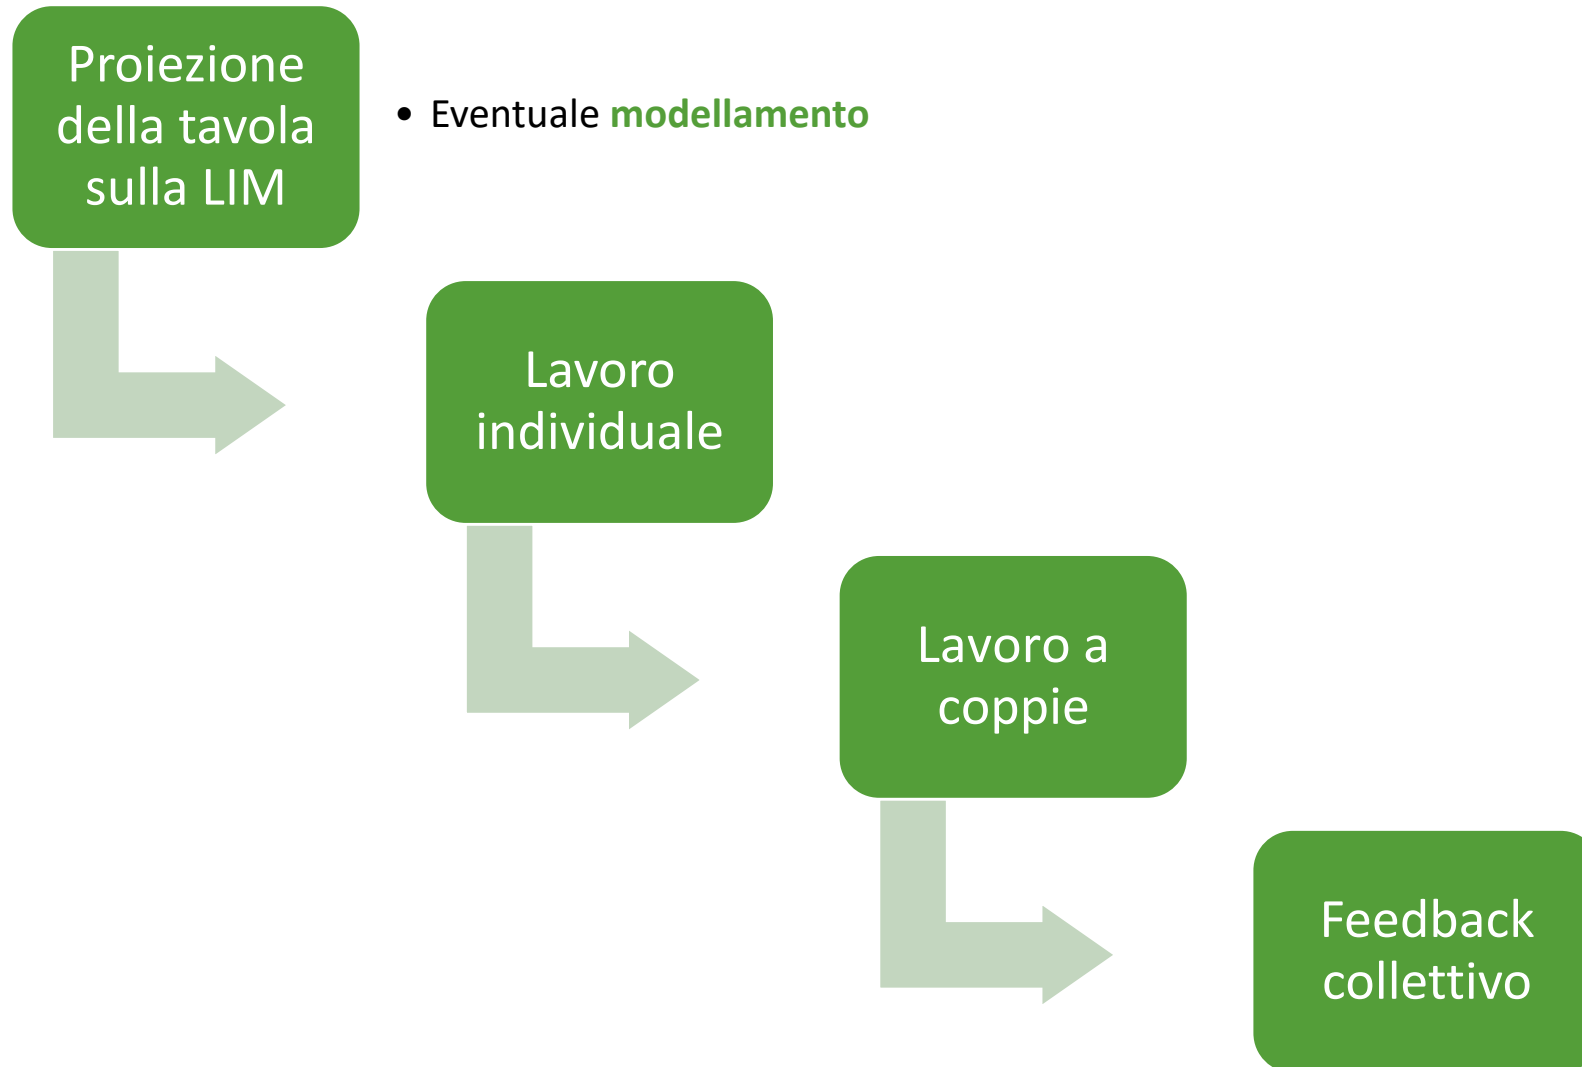 Proiezione
della tavola
sulla LIM
• Eventuale modellamento
Lavoro
individuale
Lavoro a
coppie
Feedback
collettivo